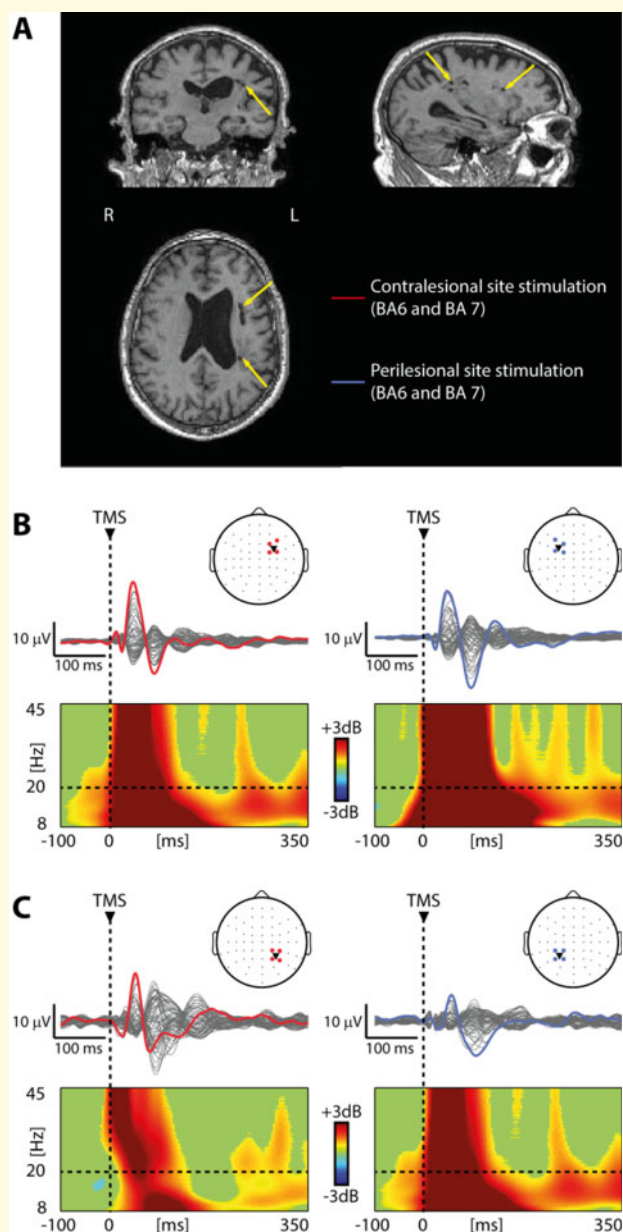 A
R
L
Contralesional site stimulation
(BA6 and BA 7)
Perilesional site stimulation
(BA6 and BA 7)
B
TMS
TMS
10 µV
100 ms
10 µV
100 ms
45
[Hz]
20
8
+3dB
-3dB
-100 0 [ms] 350
-100 0 [ms] 350
C
TMS
TMS
10 µV
100 ms
10 µV
100 ms
45
[Hz]
20
8
+3dB
-3dB
-100 0 [ms] 350
-100 0 [ms] 350